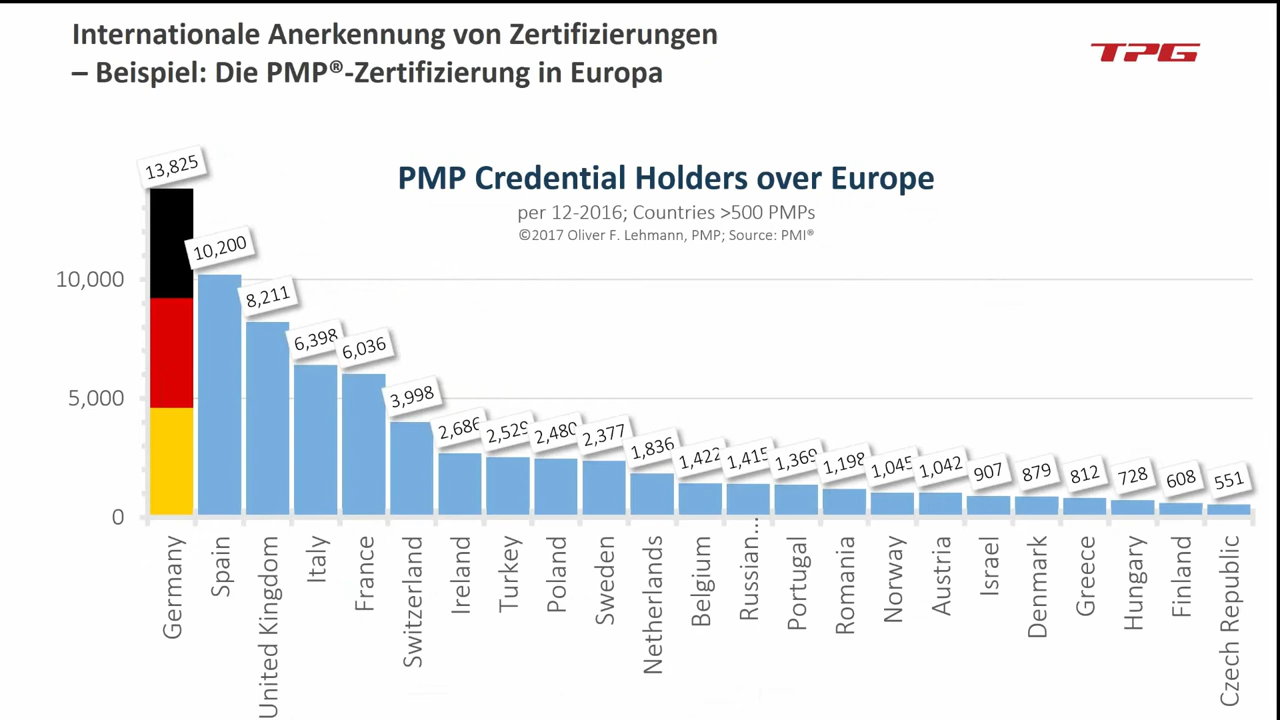 Internationale Anerkennung von Zertifizierungen
– Beispiel: Die PMP®-Zertifizierung in Europa
TPG
PMP Credential Holders over Europe
per 12-2016; Countries >500 PMPs
©2017 Oliver F. Lehmann, PMP; Source: PMI®
13,825
10,200
8,211
6,398
6,036
3,998
2,686
2,529
2,480
2,377
1,836
1,422
1,415
1,369
1,198
1,045
1,042
907
879
812
728
608
551
10,000
5,000
0
Germany
Spain
United Kingdom
Italy
France
Switzerland
Ireland
Turkey
Poland
Sweden
Netherlands
Belgium
Russian…
Portugal
Romania
Norway
Austria
Israel
Denmark
Greece
Hungary
Finland
Czech Republic